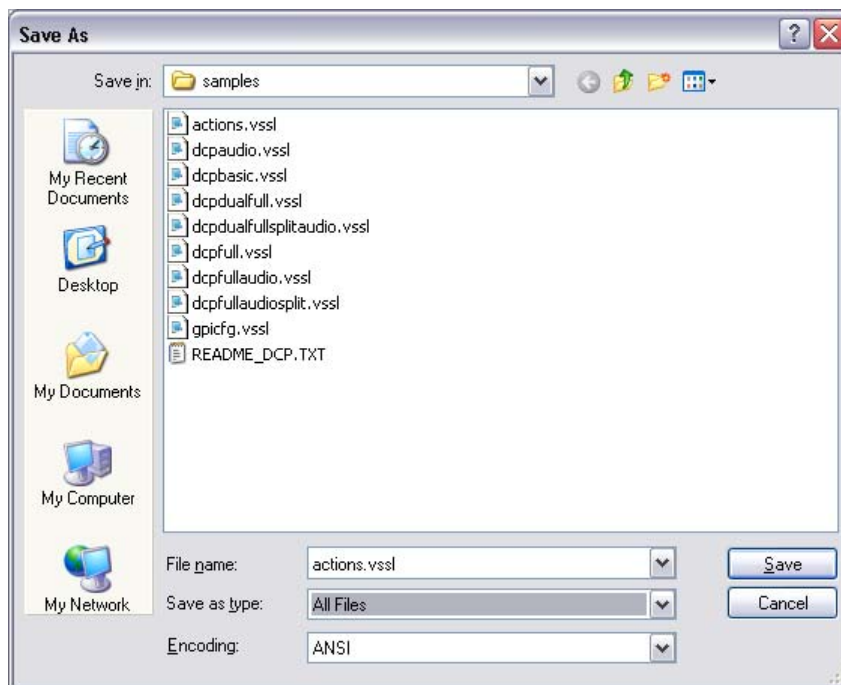 Save As
Save in: samples
My Recent
Documents
Desktop
My Documents
My Computer
My Network
actions.vssl
dcpaudio.vssl
dcpbasic.vssl
dcpdualfull.vssl
dcpdualfullsplitaudio.vssl
dcpfull.vssl
dcpfullaudio.vssl
dcpfullaudiosplit.vssl
gpicfg.vssl
README_DCP.TXT
File name: actions.vssl Save
Save as type: All Files Cancel
Encoding: ANSI